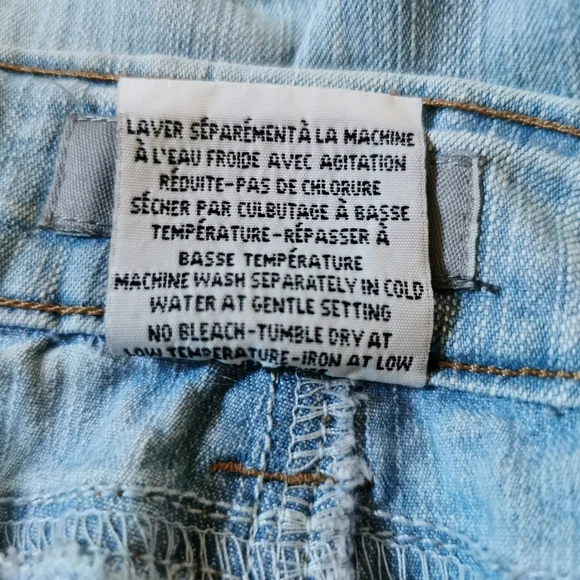 LAVER SÉPARÉMENT À LA MACHINE
À L'EAU FROIDE AVEC AGITATION
RÉDUITE-PAS DE CHLORURE
SÉCHER PAR CULBUTAGE À BASSE
TEMPÉRATURE-RÉPASSER À
BASSE TEMPÉRATURE
MACHINE WASH SEPARATELY IN COLD
WATER AT GENTLE SETTING
NO BLEACH-TUMBLE DRY AT
LOW TEMPERATURE-IRON AT LOW